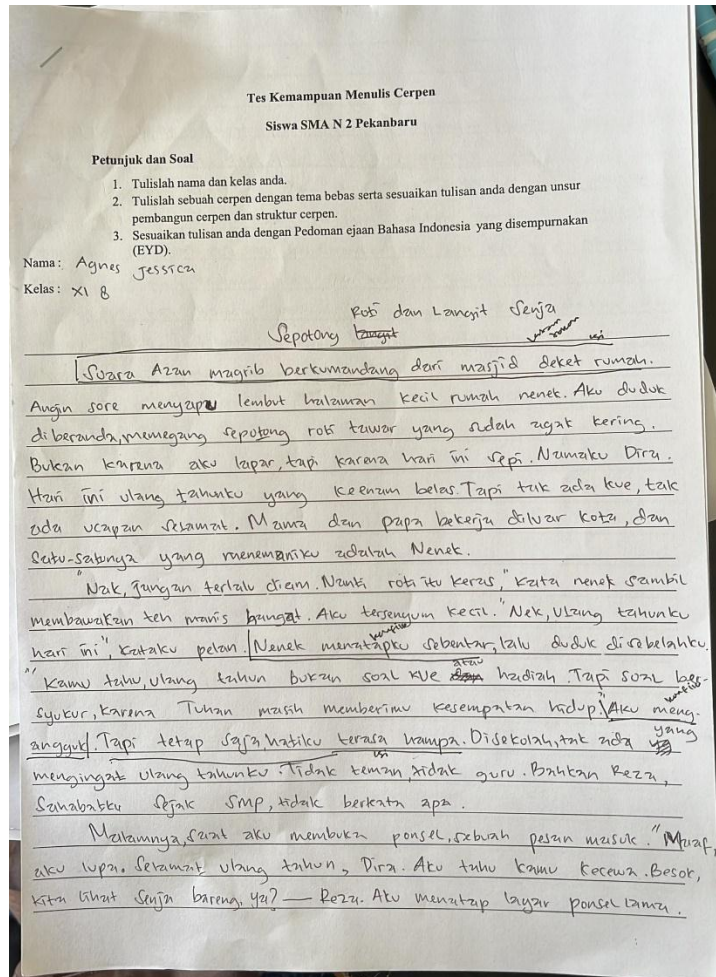 Tes Kemampuan Menulis Cerpen
Siswa SMA N 2 Pekanbaru
Petunjuk dan Soal
1. Tulislah nama dan kelas anda.
2. Tulislah sebuah cerpen dengan tema bebas serta sesuaikan tulisan anda dengan unsur
pembangun cerpen dan struktur cerpen.
3. Sesuaikan tulisan anda dengan Pedoman ejaan Bahasa Indonesia yang disempurnakan
(EYD).
Nama : Agnes Jessica
Kelas : XI 8
Roti dan Langit Senja
Sepotong
Suara Azan magrib berkumandang dari masjid deket rumah.
Angin sore menyapu lembut halaman kecil rumah nenek. Aku duduk
diberanda, memegang sepotong roti tawar yang sudah agak kering.
Bukan karena aku lapar, tapi karena hari ini sepi. Namaku Dira.
Hari ini ulang tahunku yang keenam belas. Tapi tak ada kue, tak
ada ucapan selamat. Mama dan papa bekerja diluar kota, dan
satu-satunya yang menemaniku adalah Nenek.
"Nak, jangan terlalu diem. Nanti roti itu keras," kata nenek sambil
membawakan teh manis hangat. Aku tersenyum kecil. "Nek, ulang tahunku
hari ini", kataku pelan. Nenek menatapku sebentar, lalu duduk disebelahku.
"Kamu tahu, ulang tahun bukan soal kue atau hadiah. Tapi soal ber-
syukur, karena Tuhan masih memberimu kesempatan hidup." Aku meng-
angguk. Tapi tetap saja, hatiku terasa hampa. Disekolah, tak ada yang
mengingat ulang tahunku. Tidak teman, tidak guru. Bahkan Reza,
Sahabatku sejak SMP, tidak berkata apa.
Malamnya, saat aku membuka ponsel, sebuah pesan masuk. "Maaf,
aku lupa. Selamat ulang tahun, Dira. Aku tahu kamu kecewa. Besok,
kita lihat senja bareng, ya? — Reza. Aku menatap layar ponsel lama.